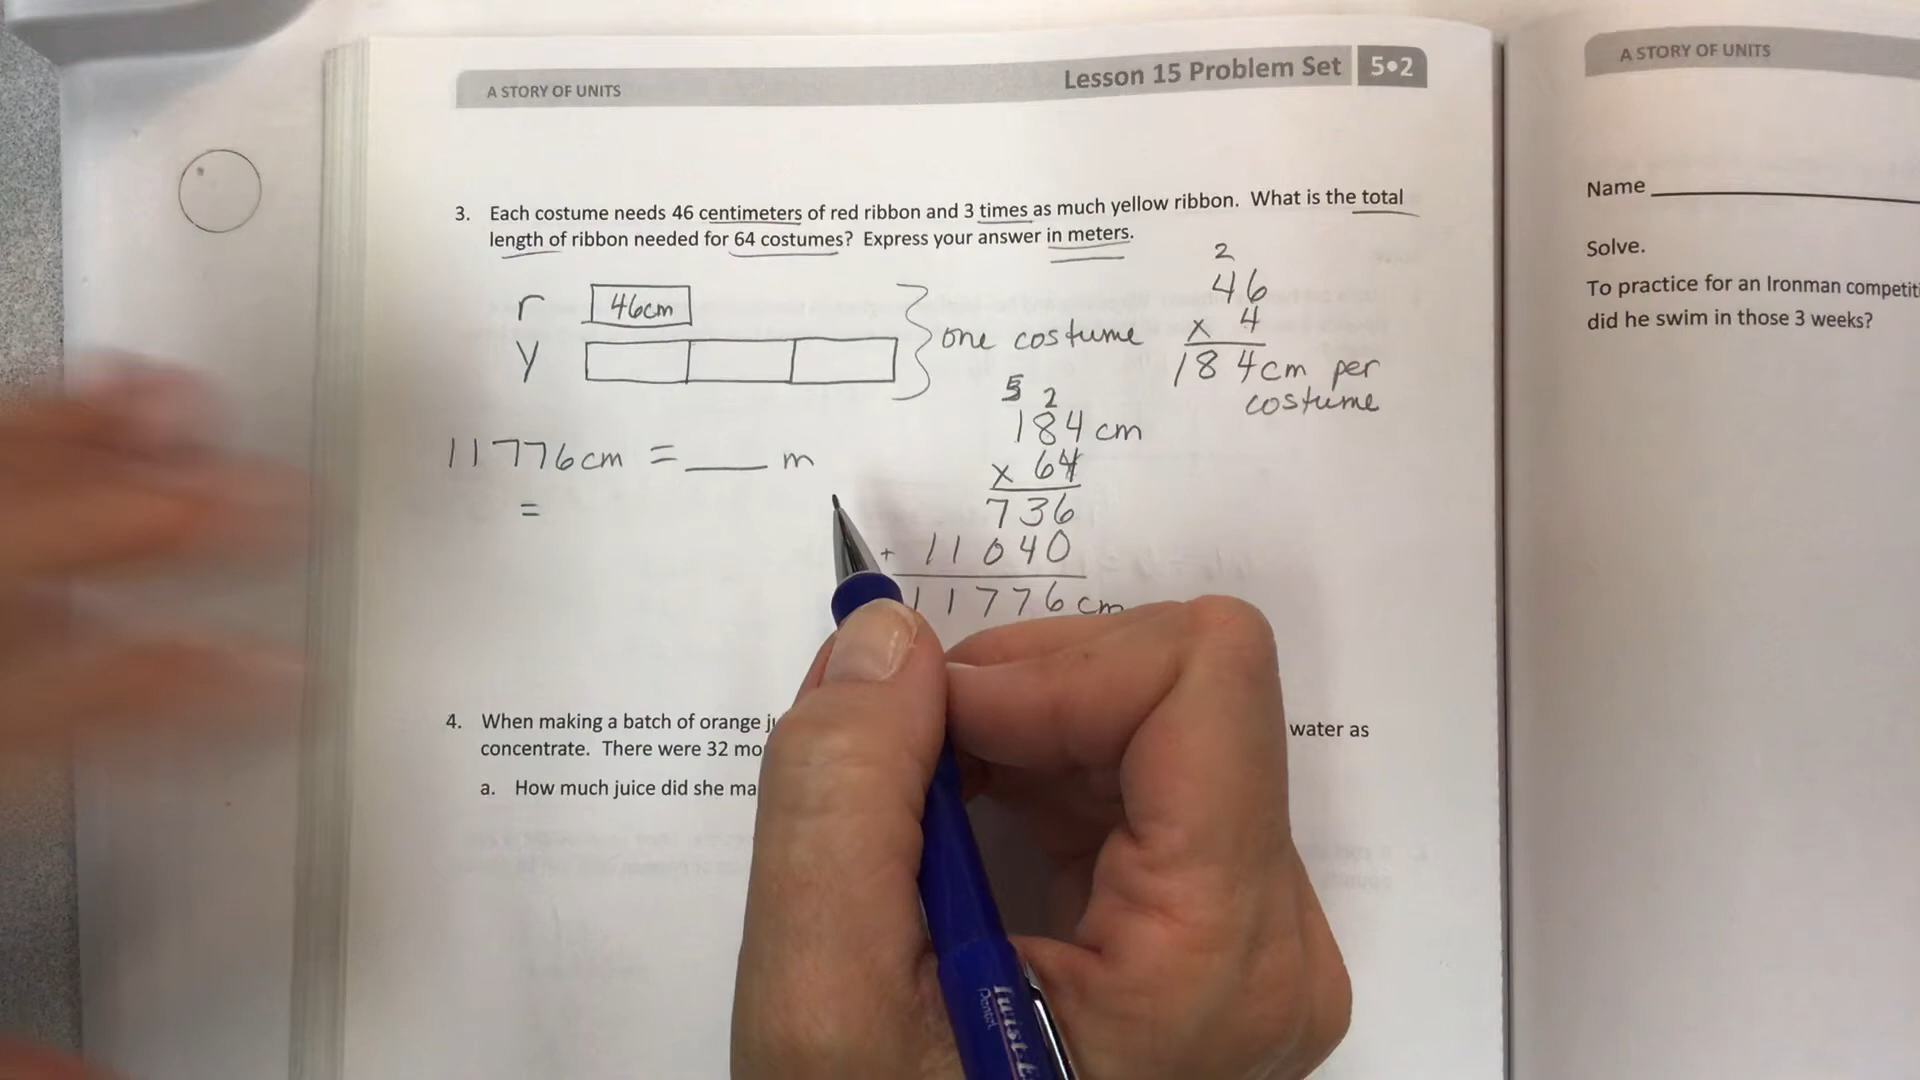 A STORY OF UNITS
Lesson 15 Problem Set 5•2
3. Each costume needs 46 centimeters of red ribbon and 3 times as much yellow ribbon. What is the total
length of ribbon needed for 64 costumes? Express your answer in meters.
r 46cm
y
one costume
2
46
x 4
184cm per
costume
5 2
184 cm
x 64
736
+ 11040
11776 cm
11776cm = ___ m
=
4. When making a batch of orange
water as
concentrate. There were 32
a. How much juice did she
Pentel
Twist-E
A STORY OF UNITS
Name
Solve.
To practice for an Ironman
did he swim in those 3 weeks?